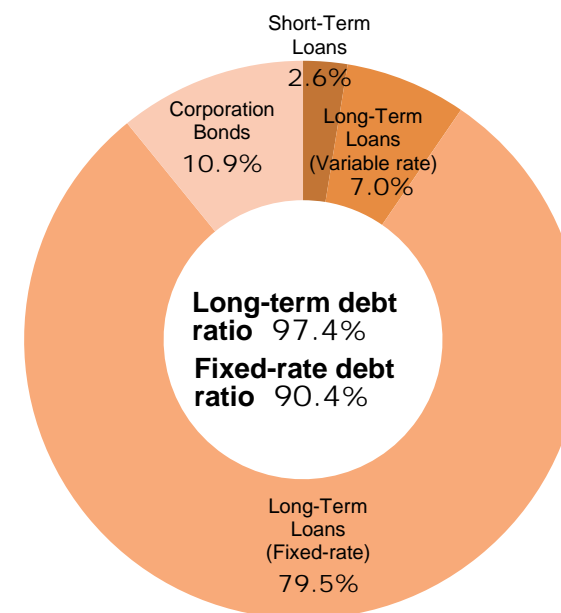 Short-Term
Loans
2.6%
Corporation
Bonds
10.9%
Long-Term
Loans
(Variable rate)
7.0%
Long-term debt
ratio 97.4%
Fixed-rate debt
ratio 90.4%
Long-Term
Loans
(Fixed-rate)
79.5%